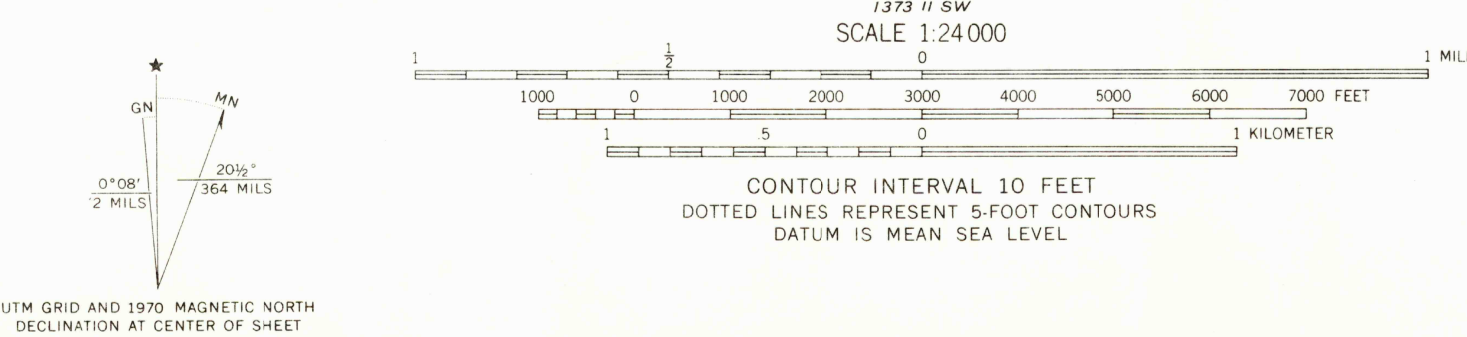 1373 II SW
SCALE 1:24 000
1 1/2 0 1
1000 0 1000 2000 3000 4000 5000 6000 7000 FEET
1 .5 0 1 KILOMETER
CONTOUR INTERVAL 10 FEET
DOTTED LINES REPRESENT 5-FOOT CONTOURS
DATUM IS MEAN SEA LEVEL
GN
MN
0°08'
2 MILS
20½°
364 MILS
UTM GRID AND 1970 MAGNETIC NORTH
DECLINATION AT CENTER OF SHEET